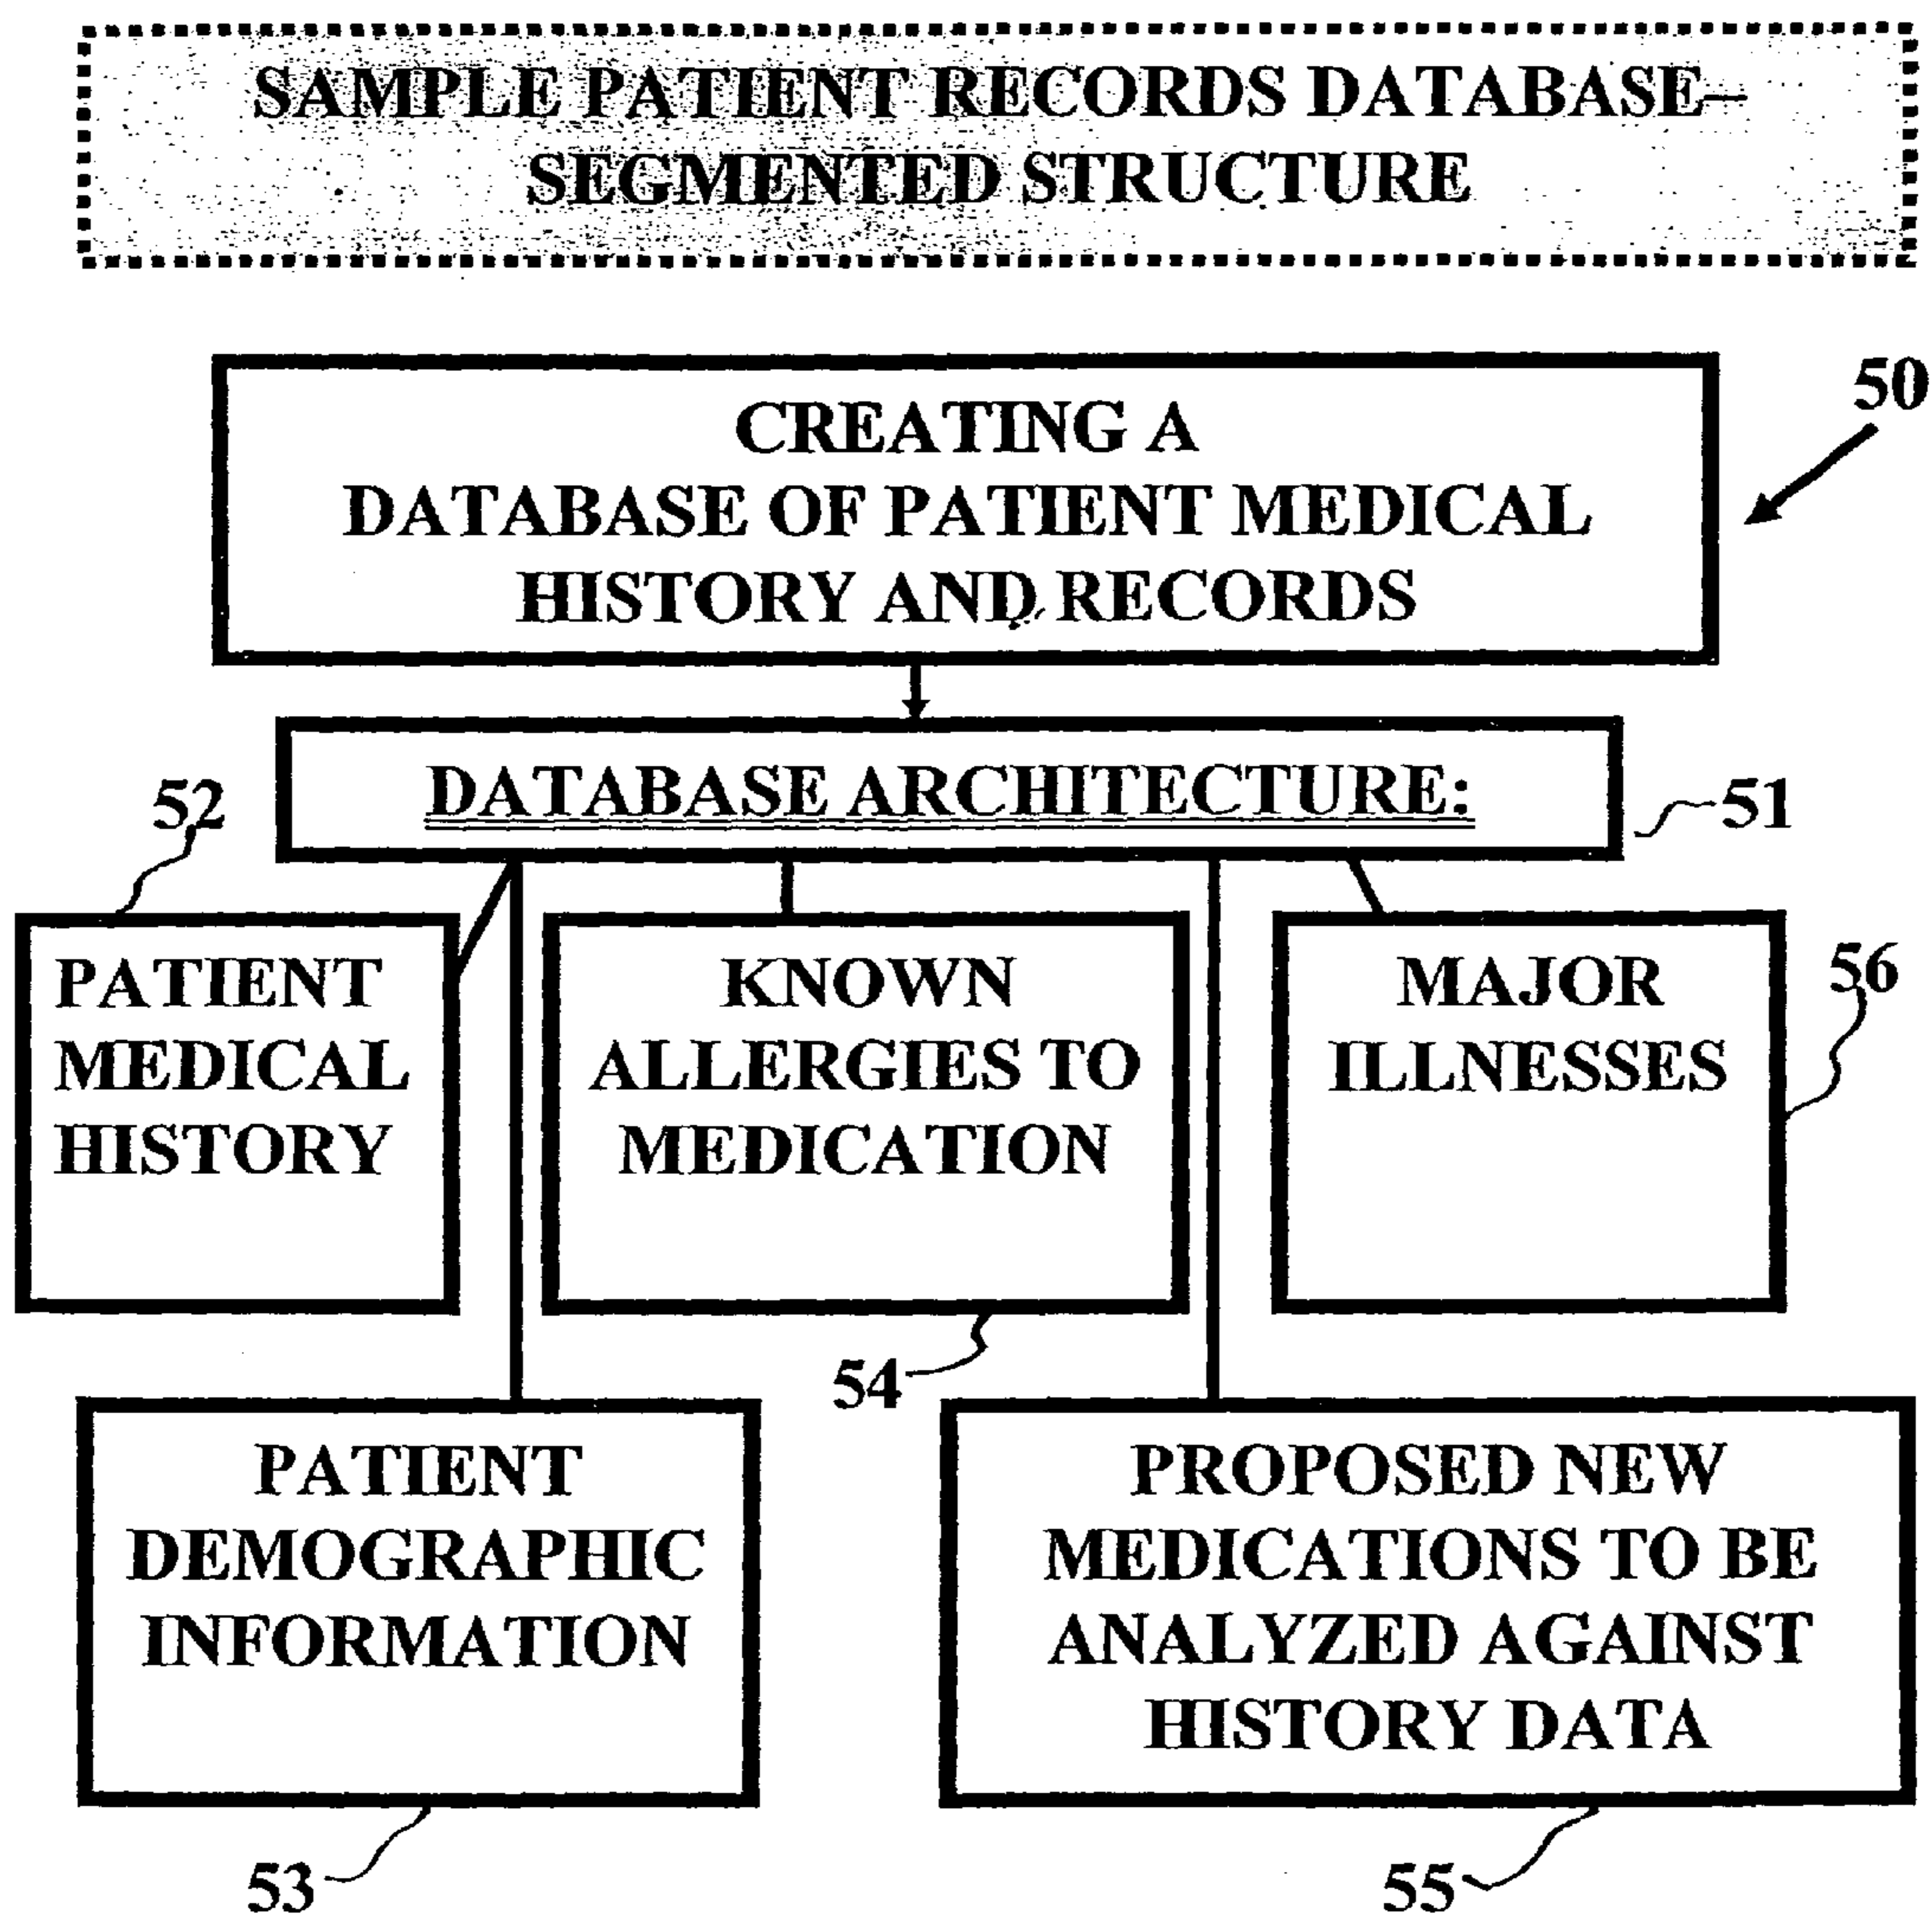 SAMPLE PATIENT RECORDS DATABASE–
SEGMENTED STRUCTURE
50
CREATING A
DATABASE OF PATIENT MEDICAL
HISTORY AND RECORDS
DATABASE ARCHITECTURE:
51
52
PATIENT
MEDICAL
HISTORY
KNOWN
ALLERGIES TO
MEDICATION
54
MAJOR
ILLNESSES
56
PATIENT
DEMOGRAPHIC
INFORMATION
53
PROPOSED NEW
MEDICATIONS TO BE
ANALYZED AGAINST
HISTORY DATA
55